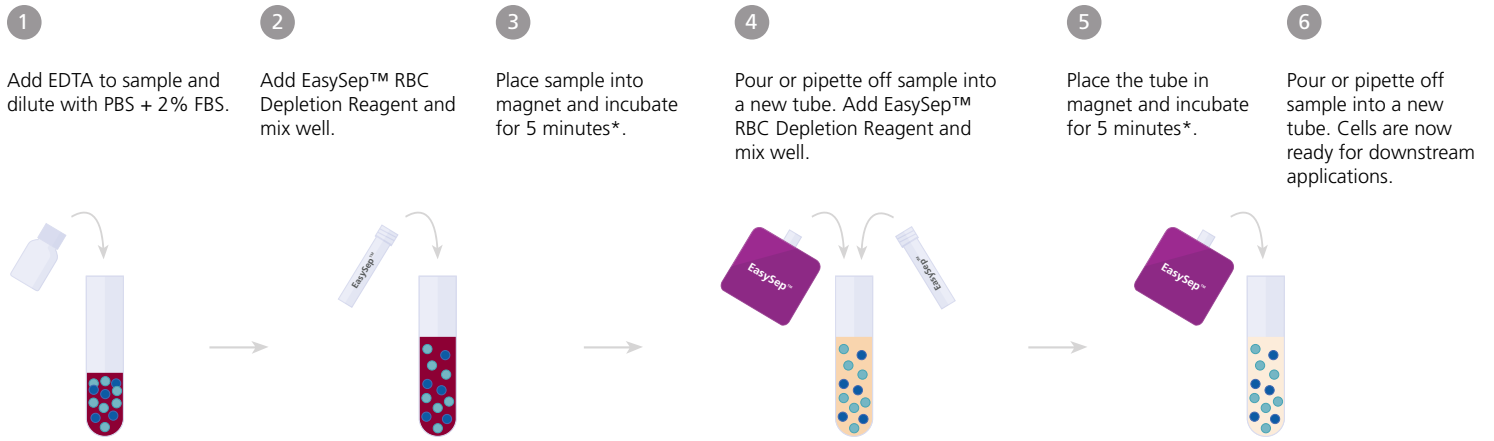 1
Add EDTA to sample and
dilute with PBS + 2% FBS.
2
Add EasySep™ RBC
Depletion Reagent and
mix well.
3
Place sample into
magnet and incubate
for 5 minutes*.
4
Pour or pipette off sample into
a new tube. Add EasySep™
RBC Depletion Reagent and
mix well.
5
Place the tube in
magnet and incubate
for 5 minutes*.
6
Pour or pipette off
sample into a new
tube. Cells are now
ready for downstream
applications.
EasySep™
EasySep™
EasySep™
EasySep™